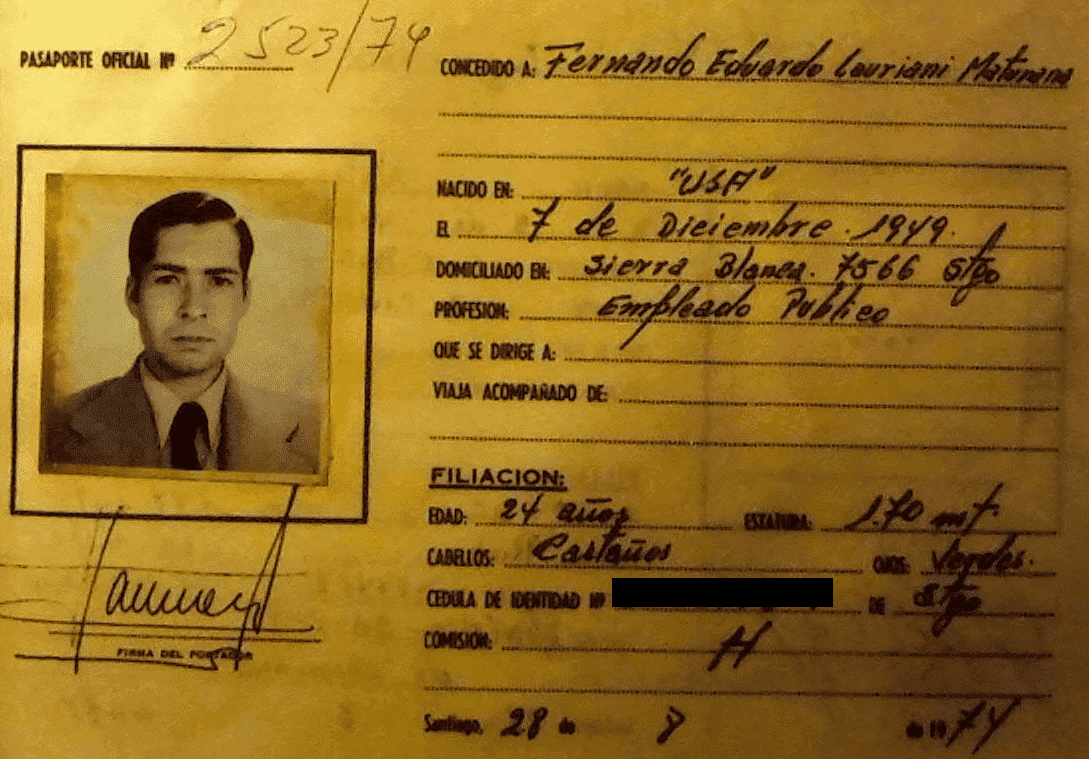 PASAPORTE OFICIAL Nº 2523/74
CONCEDIDO A: Fernando Eduardo Lauriani Maturana
NACIDO EN: "USA"
EL 7 de Diciembre. 1949.
DOMICILIADO EN: Sierra Blanca. 7566 Stgo
PROFESION: Empleado Publico
QUE SE DIRIGE A:
VIAJA ACOMPAÑADO DE:
FILIACION:
EDAD: 24 años ESTATURA: 1.70 mt.
CABELLOS: Castaños OJOS: Verdes.
CEDULA DE IDENTIDAD Nº DE Stgo
COMISION: H
Santiago, 28 de 8 de 1974
FIRMA DEL PORTADOR